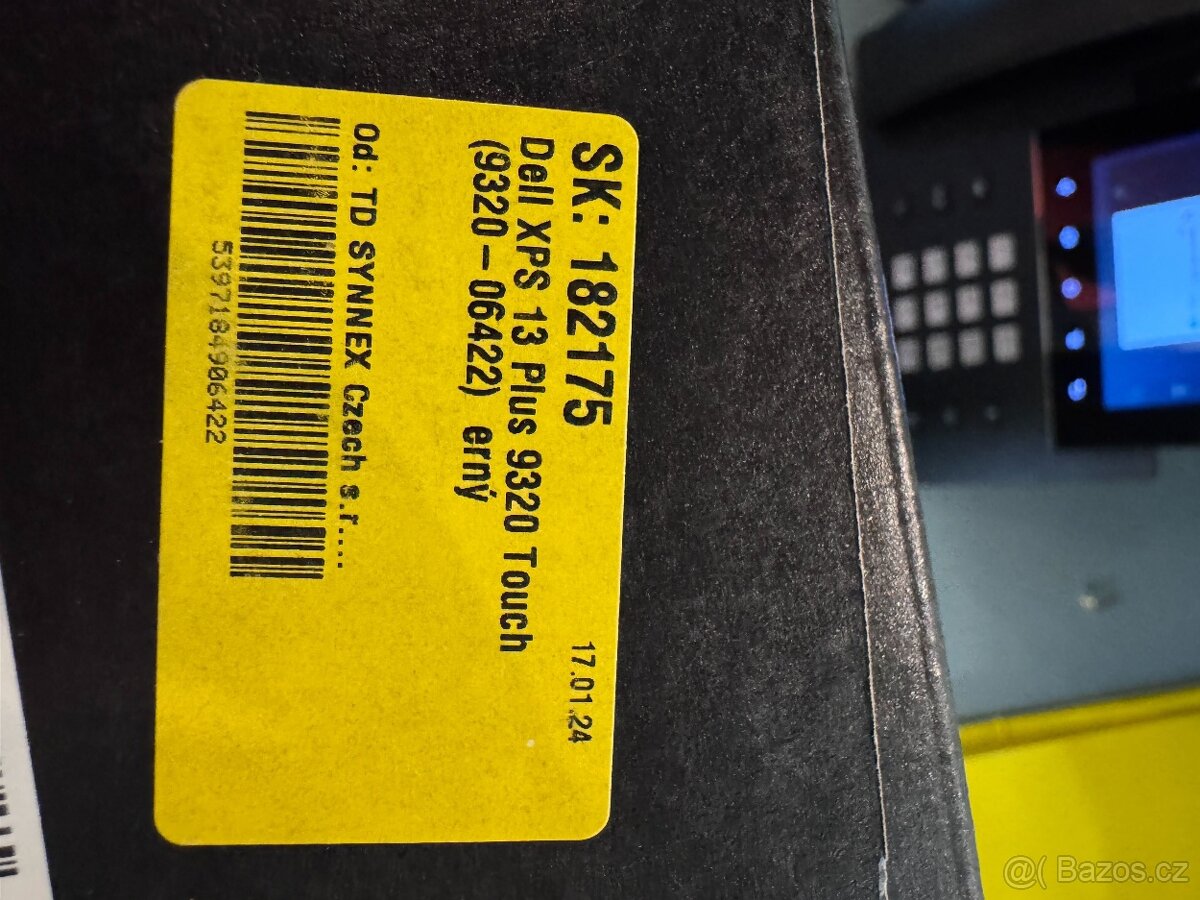 SK: 182175
17.01.24
Dell XPS 13 Plus 9320 Touch
(9320-06422) erný
Od: TD SYNNEX Czech s.r....
5397184906422
@( Bazos.cz